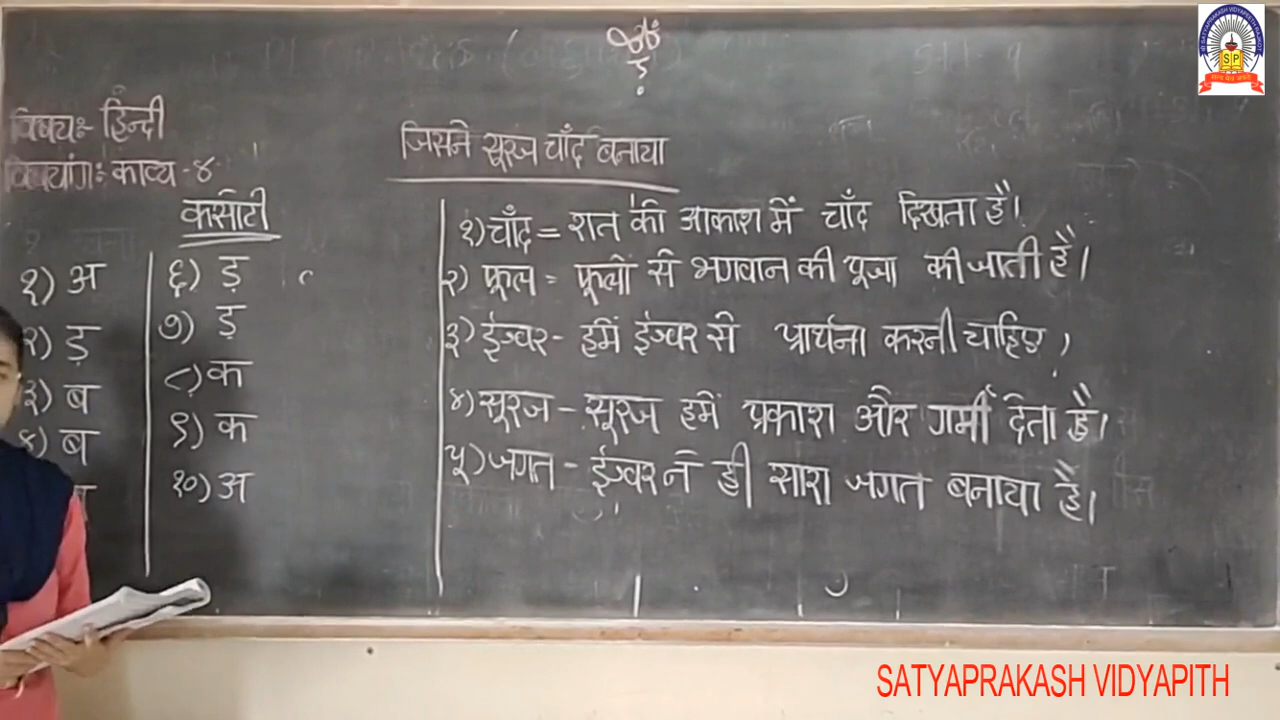 विषयः- हिन्दी
विषयांगः काव्य-४
जिसने सूरज चाँद बनाया
कसोटी
१) अ
२) ड़
३) ब
४) ब
६) ड़
७) ड़
८) क
९) क
१०) अ
१) चाँद = रात की आकाश में चाँद दिखता है।
२) फूल = फूलों से भगवान की पूजा की जाती है।
३) ईश्वर - हमें ईश्वर से प्रार्थना करनी चाहिए।
४) सूरज - सूरज हमें प्रकाश और गर्मी देता है।
५) जगत - ईश्वर ने ही सारा जगत बनाया है।
SATYAPRAKASH VIDYAPITH
SP